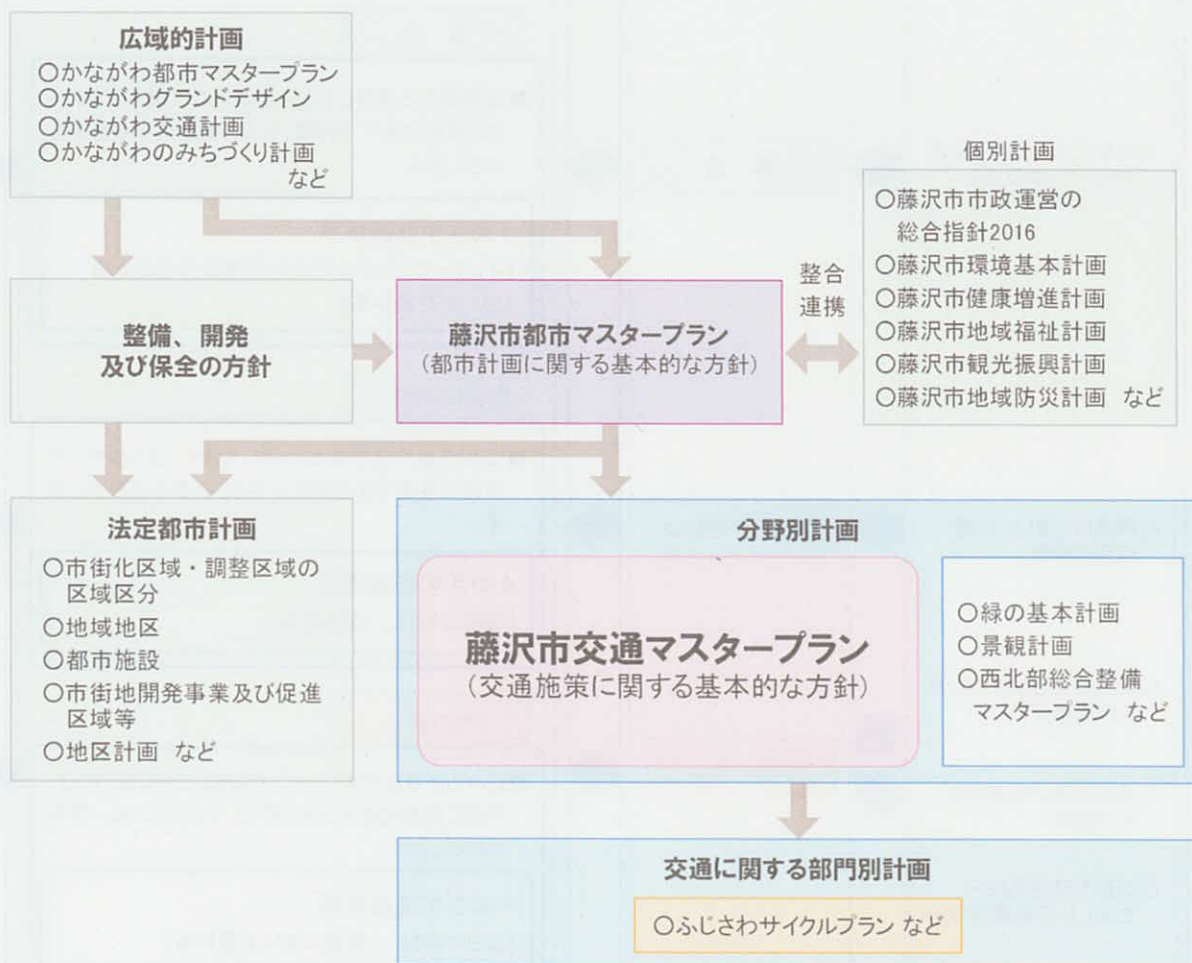 広域的計画
○かながわ都市マスタープラン
○かながわグランドデザイン
○かながわ交通計画
○かながわのみちづくり計画
など
個別計画
○藤沢市市政運営の
総合指針2016
○藤沢市環境基本計画
○藤沢市健康増進計画
○藤沢市地域福祉計画
○藤沢市観光振興計画
○藤沢市地域防災計画 など
整備、開発
及び保全の方針
藤沢市都市マスタープラン
(都市計画に関する基本的な方針)
整合
連携
法定都市計画
○市街化区域・調整区域の
区域区分
○地域地区
○都市施設
○市街地開発事業及び促進
区域等
○地区計画 など
分野別計画
藤沢市交通マスタープラン
(交通施策に関する基本的な方針)
○緑の基本計画
○景観計画
○西北部総合整備
マスタープラン など
交通に関する部門別計画
○ふじさわサイクルプラン など